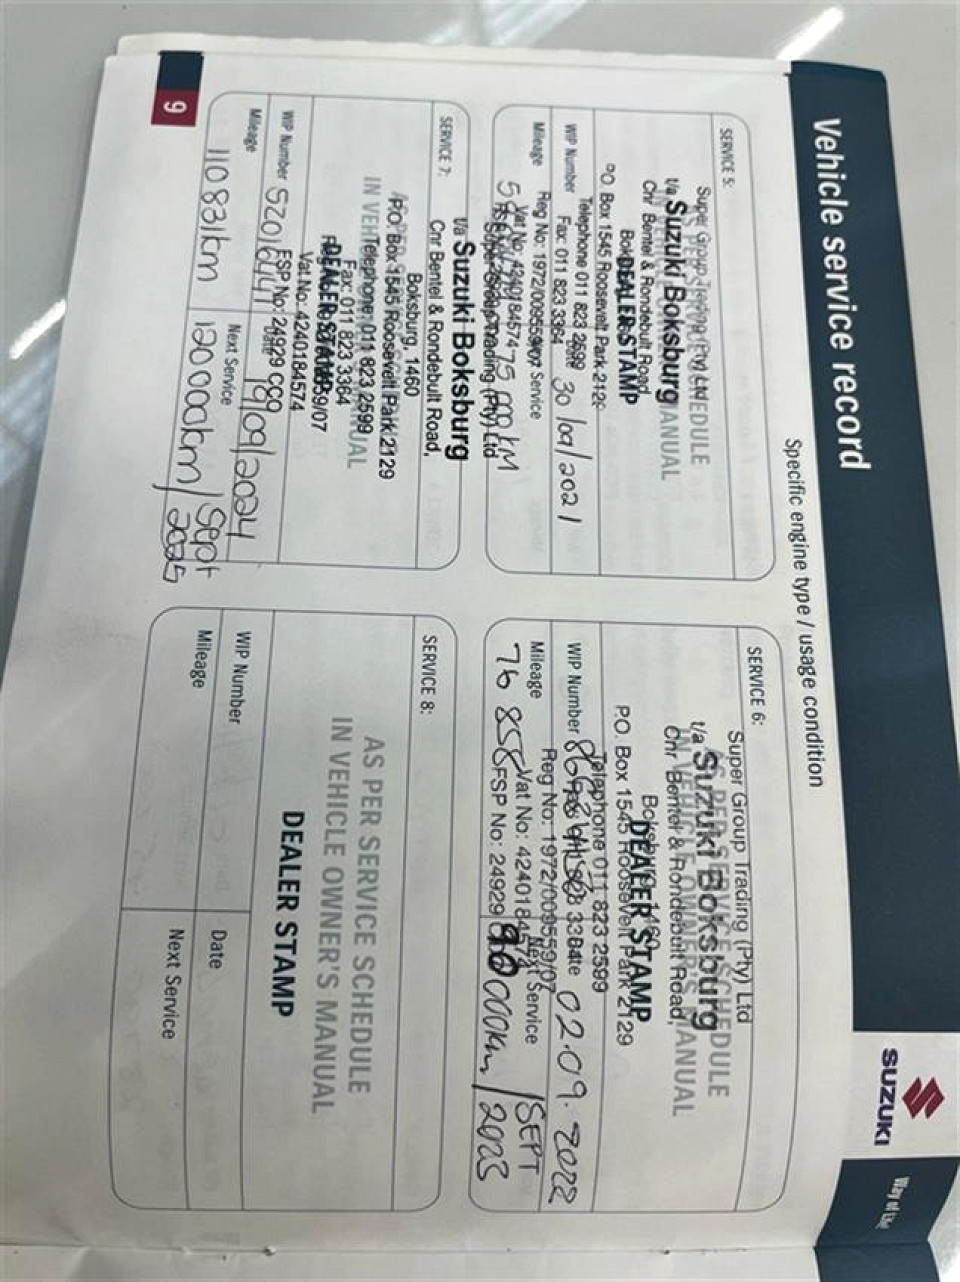 Vehicle service record
Specific engine type / usage condition
SUZUKI
Way of Life
SERVICE 5:
Super Group Trading (Pty) Ltd
t/a Suzuki Boksburg
Cnr Bentel & Rondebult Road
DEALER STAMP
P.O. Box 1545 Roosevelt Park 2129
Telephone 011 823 2599
WIP Number
Fax: 011 823 3364
Date
30/09/2021
Reg No: 1972/009559/07
Mileage
Next Service
Vat No: 4240184574
75 000 KM
SERVICE 6:
Super Group Trading (Pty) Ltd
t/a Suzuki Boksburg
Cnr Bentel & Rondebult Road,
DEALER STAMP
P.O. Box 1545 Roosevelt Park 2129
Telephone 011 823 2599
WIP Number
Date
02.09.2022
Reg No: 1972/009559/07
Mileage
76 858
Vat No: 4240184574
Next Service
FSP No: 24929
90 000km / SEPT
2023
SERVICE 7:
t/a Suzuki Boksburg
Cnr Bentel & Rondebult Road,
Boksburg, 1460
P.O. Box 1545 Roosevelt Park 2129
Telephone: 011 823 2599
Fax: 011 823 3364
DEALER STAMP
Vat No: 4240184574
FSP No: 24929 CC9
WIP Number
52016441
Date
19/09/2024
Mileage
110 831km
Next Service
120 000km / Sept
2025
SERVICE 8:
AS PER SERVICE SCHEDULE
IN VEHICLE OWNER'S MANUAL
DEALER STAMP
WIP Number
Date
Mileage
Next Service
9